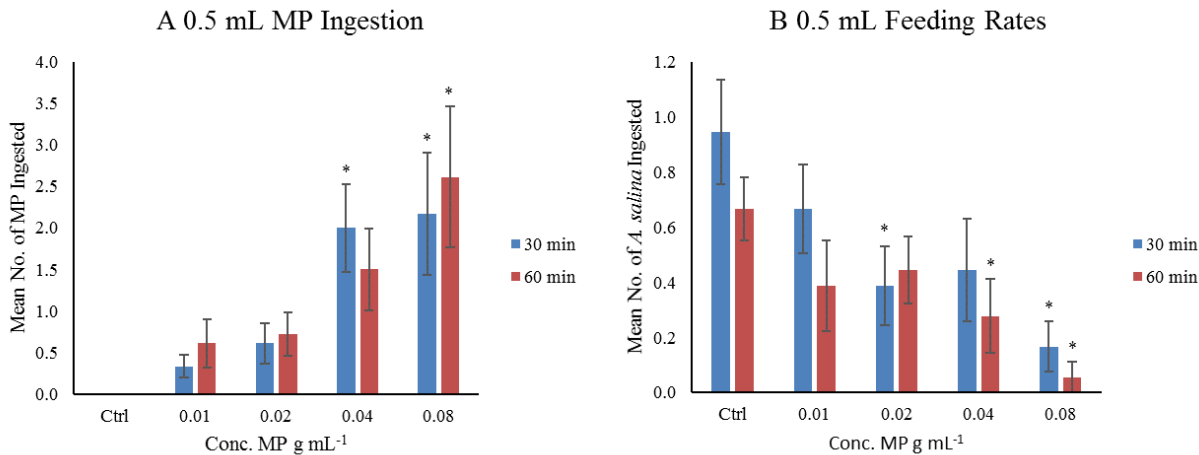 A 0.5 mL MP Ingestion
Mean No. of MP Ingested
4.0
3.5
3.0
2.5
2.0
1.5
1.0
0.5
0.0
*
*
*
Ctrl 0.01 0.02 0.04 0.08
Conc. MP g mL⁻¹
30 min
60 min
B 0.5 mL Feeding Rates
Mean No. of A. salina Ingested
1.2
1.0
0.8
0.6
0.4
0.2
0.0
*
*
*
*
Ctrl 0.01 0.02 0.04 0.08
Conc. MP g mL⁻¹
30 min
60 min